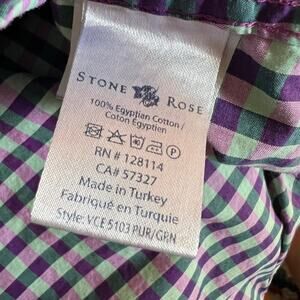 STONE ROSE
100% Egyptian Cotton /
Coton Égyptien
RN # 128114
CA# 57327
Made in Turkey
Fabriqué en Turquie
Style: VCE 5103 PUR/GRN